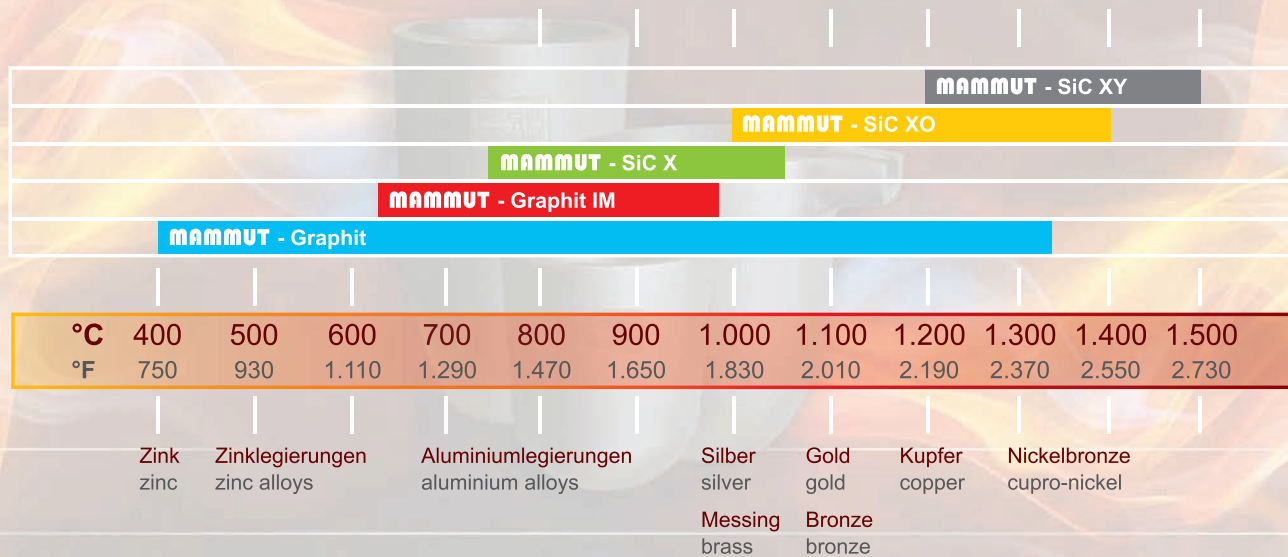 MAMMUT - SiC XY
MAMMUT - SiC XO
MAMMUT - SiC X
MAMMUT - Graphit IM
MAMMUT - Graphit
°C 400 500 600 700 800 900 1.000 1.100 1.200 1.300 1.400 1.500
°F 750 930 1.110 1.290 1.470 1.650 1.830 2.010 2.190 2.370 2.550 2.730
Zink Zinklegierungen Aluminiumlegierungen Silber Gold Kupfer Nickelbronze
zinc zinc alloys aluminium alloys silver gold copper cupro-nickel
Messing Bronze
brass bronze